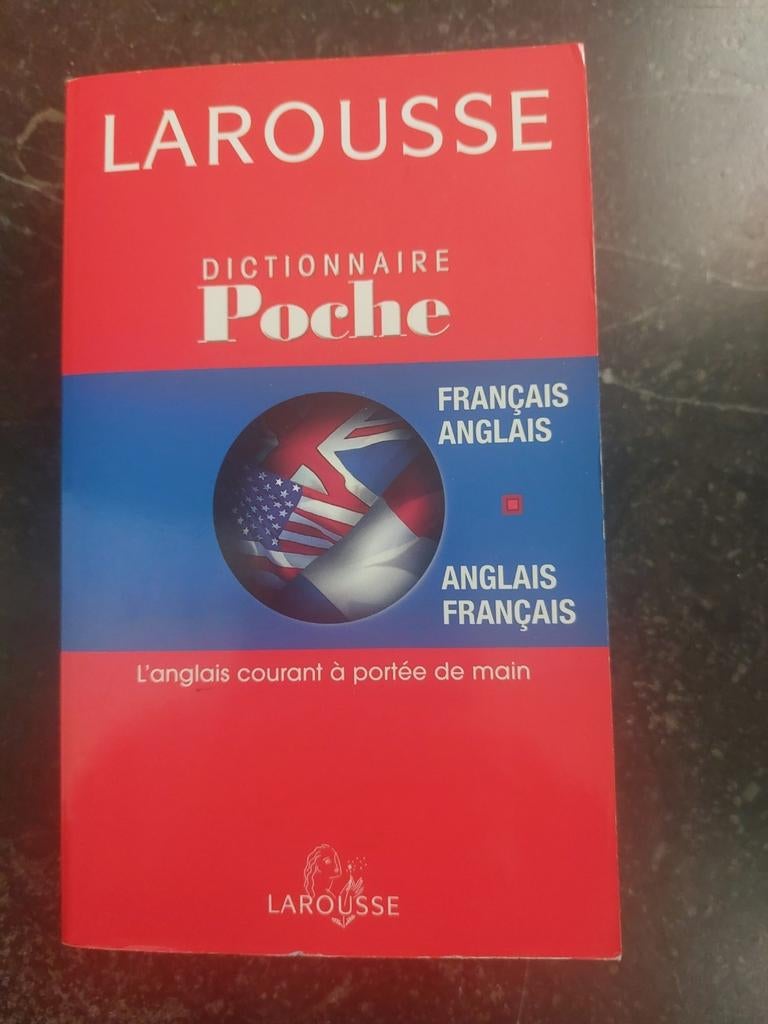 LAROUSSE
DICTIONNAIRE
Poche
FRANÇAIS
ANGLAIS
ANGLAIS
FRANÇAIS
L'anglais courant à portée de main
LAROUSSE